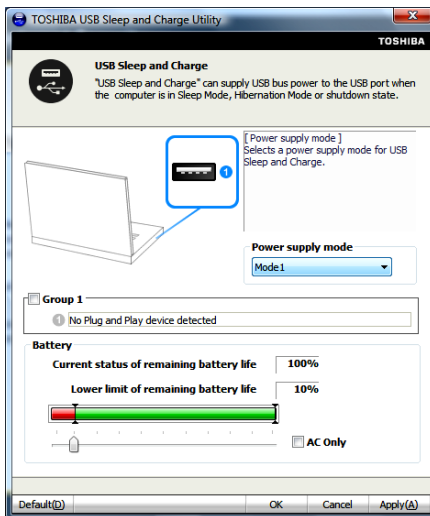 TOSHIBA USB Sleep and Charge Utility
TOSHIBA
USB Sleep and Charge
"USB Sleep and Charge" can supply USB bus power to the USB port when
the computer is in Sleep Mode, Hibernation Mode or shutdown
state.
[Power supply mode ]
Selects a power supply mode for USB
Sleep and Charge.
1
Power supply mode
Mode1
Group 1
1 No Plug and Play device detected
Battery
Current status of remaining battery life 100%
Lower limit of remaining battery life 10%
AC Only
Default(D) OK Cancel Apply(A)